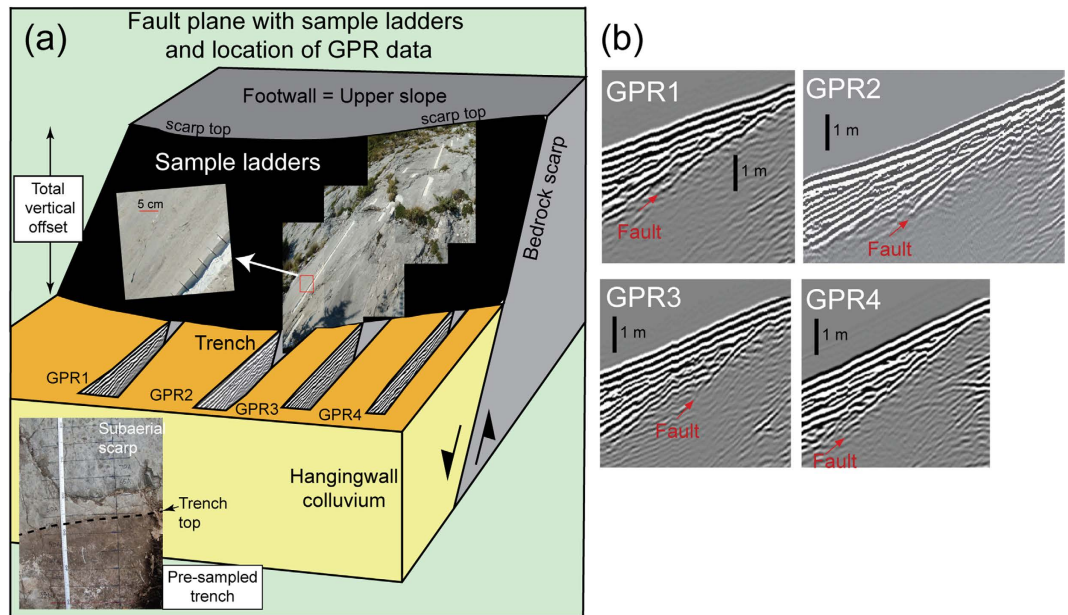 (a)
Fault plane with sample ladders
and location of GPR data
Footwall = Upper slope
scarp top
scarp top
Sample ladders
5 cm
Total
vertical
offset
Bedrock scarp
Trench
GPR1
GPR2
GPR3
GPR4
Subaerial
scarp
Trench
top
Hangingwall
colluvium
Pre-sampled
trench
(b)
GPR1
1 m
Fault
GPR2
1 m
Fault
GPR3
1 m
Fault
GPR4
1 m
Fault